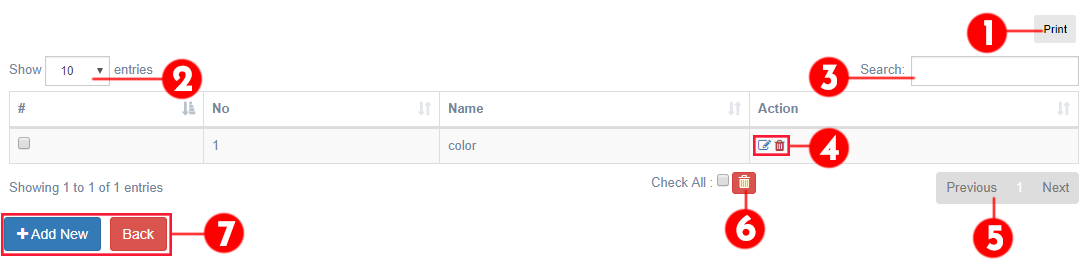 1 Print
Show 10 entries 2 3 Search:
# No Name Action
1 color 4
Showing 1 to 1 of 1 entries Check All : Previous 1 Next
6 5
+ Add New Back 7